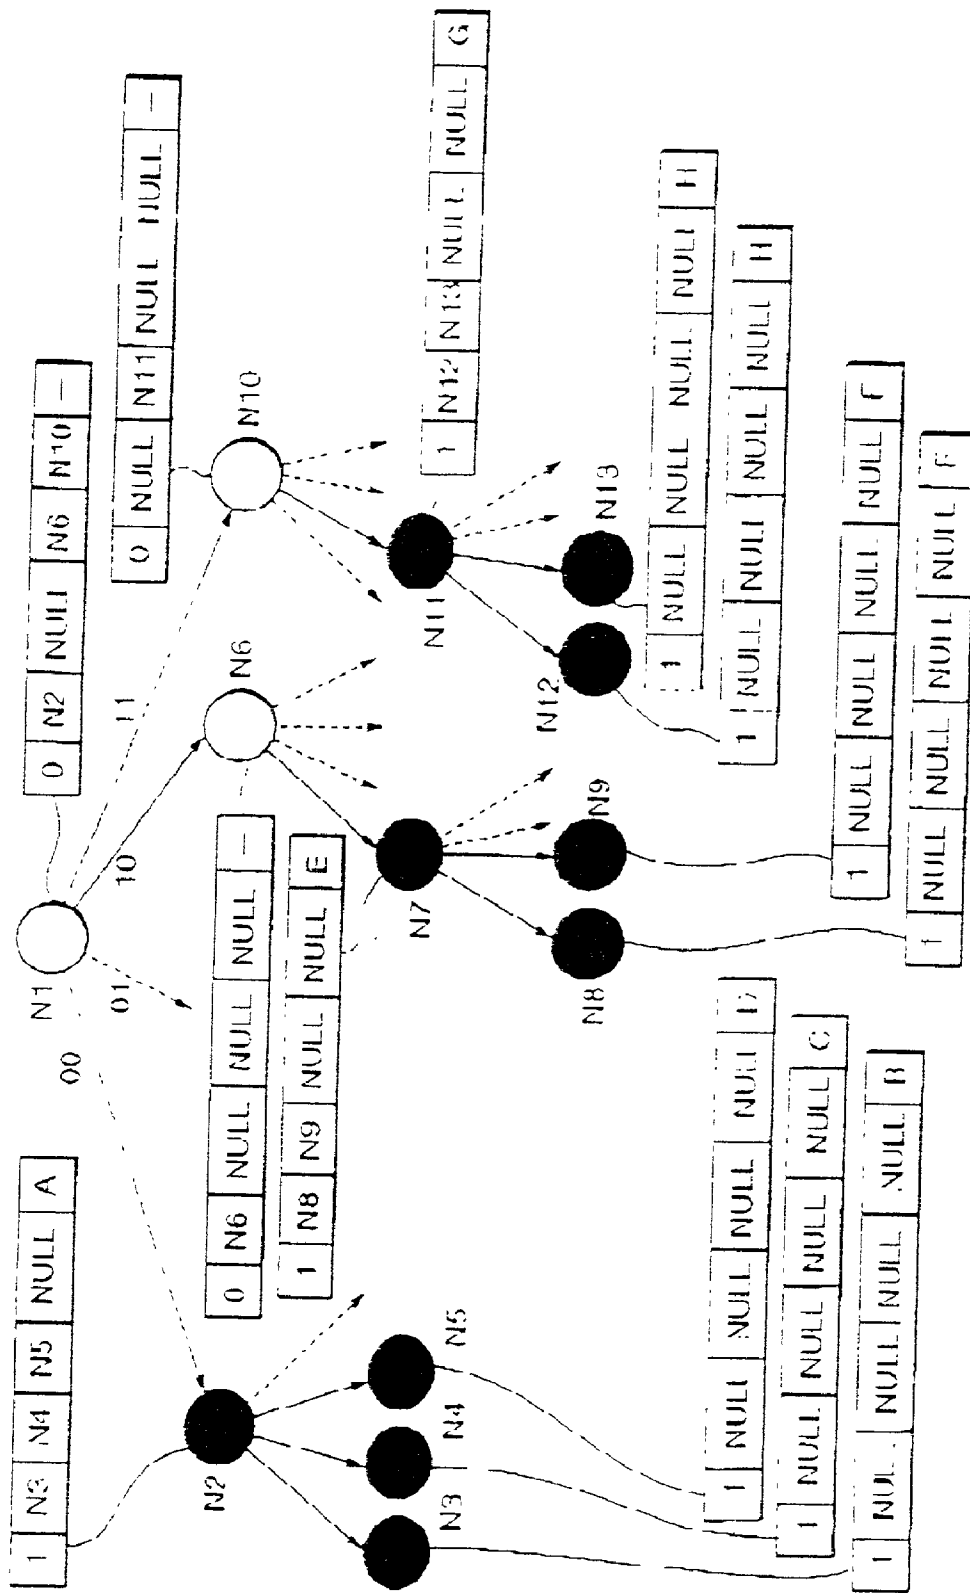 0 N2 NULL N6 N10 —
N1
00
01
10
11
1 N3 N4 N5 NULL A
N2
N6
N10
0 NULL N11 NULL NULL —
0 N6 NULL NULL NULL —
1 N8 N9 NULL NULL E
1 N12 N13 NULL NULL G
N3
N4
N5
N7
N11
N8
N9
N12
N13
1 NULL NULL NULL NULL D
1 NULL NULL NULL NULL C
1 NULL NULL NULL B
1 NULL NULL NULL NULL H
1 NULL NULL NULL NULL H
1 NULL NULL NULL NULL F
1 NULL NULL NULL NULL F